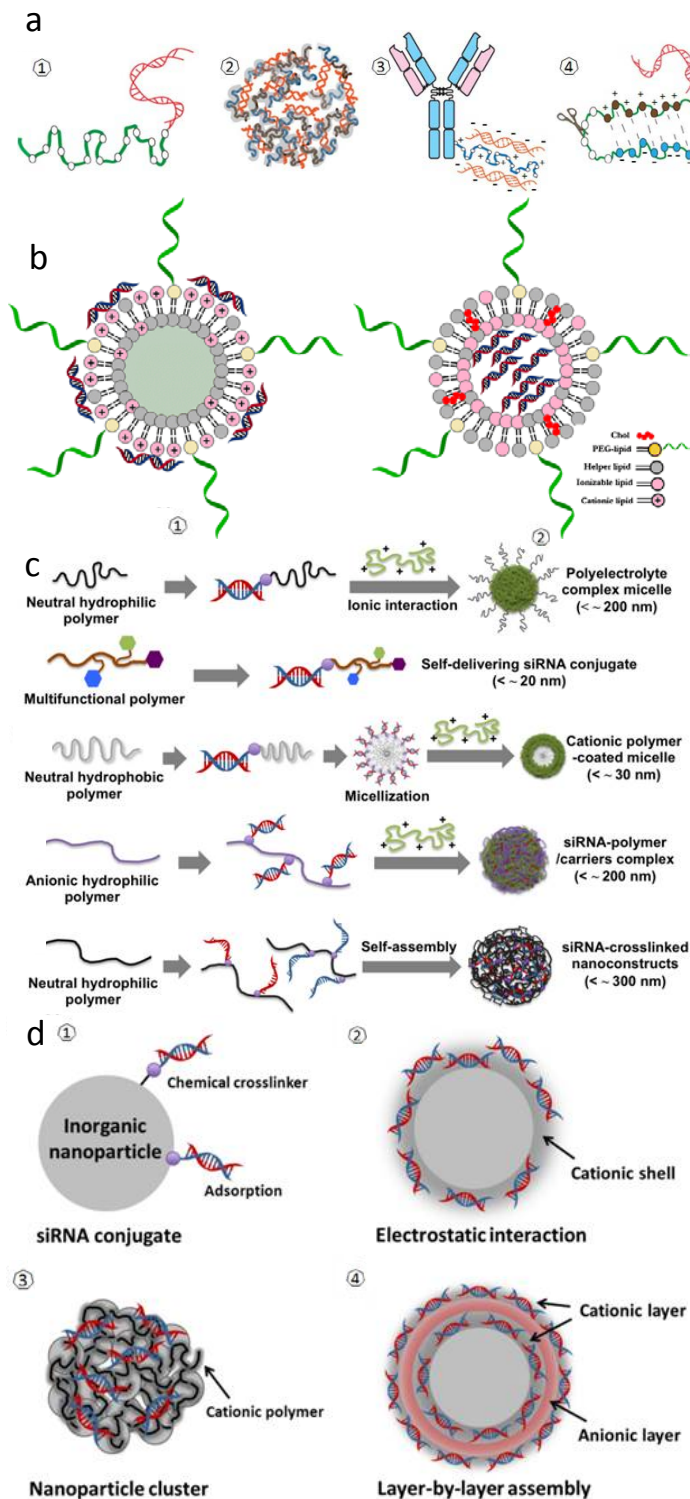 a
1
2
3
4
b
Chol
PEG-lipid
Helper lipid
Ionizable lipid
Cationic lipid
1
2
c
Neutral hydrophilic
polymer
Ionic interaction
Polyelectrolyte
complex micelle
(< ~ 200 nm)
Multifunctional polymer
Self-delivering siRNA conjugate
(< ~ 20 nm)
Neutral hydrophobic
polymer
Micellization
Cationic polymer
-coated micelle
(< ~ 30 nm)
Anionic hydrophilic
polymer
siRNA-polymer
/carriers complex
(< ~ 200 nm)
Neutral hydrophilic
polymer
Self-assembly
siRNA-crosslinked
nanoconstructs
(< ~ 300 nm)
d
1
Chemical crosslinker
Inorganic
nanoparticle
Adsorption
siRNA conjugate
2
Cationic shell
Electrostatic interaction
3
Cationic polymer
Nanoparticle cluster
4
Cationic layer
Anionic layer
Layer-by-layer assembly